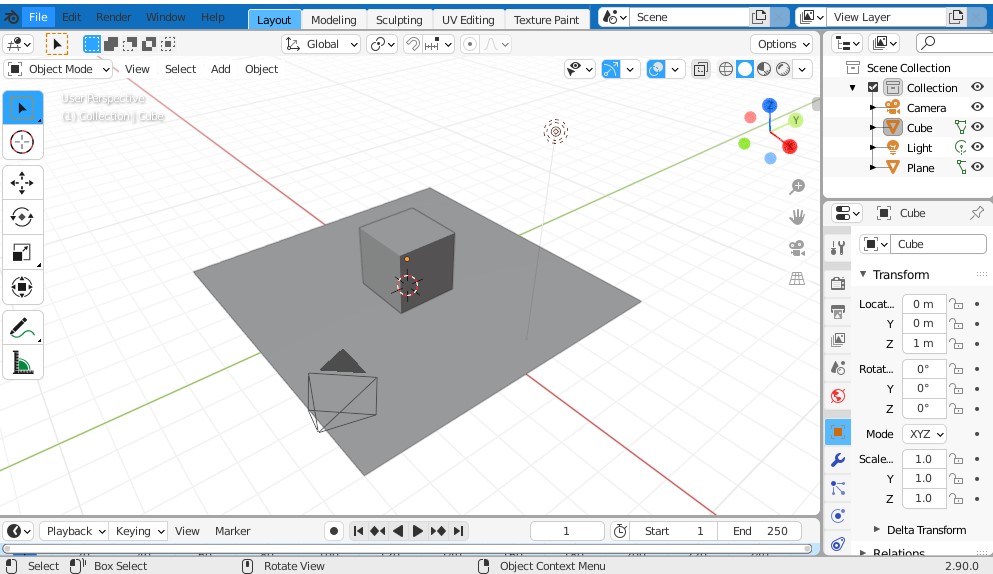 File Edit Render Window Help Layout Modeling Sculpting UV Editing Texture Paint Scene View Layer
Global Options
Object Mode View Select Add Object
User Perspective
(1) Collection | Cube
Z
Y
X
Scene Collection
Collection
Camera
Cube
Light
Plane
Cube
Cube
Transform
Locat... 0 m
Y 0 m
Z 1 m
Rotat... 0°
Y 0°
Z 0°
Mode XYZ
Scale... 1.0
Y 1.0
Z 1.0
Delta Transform
Relations
Playback Keying View Marker 1 Start 1 End 250
Select Box Select Rotate View Object Context Menu 2.90.0